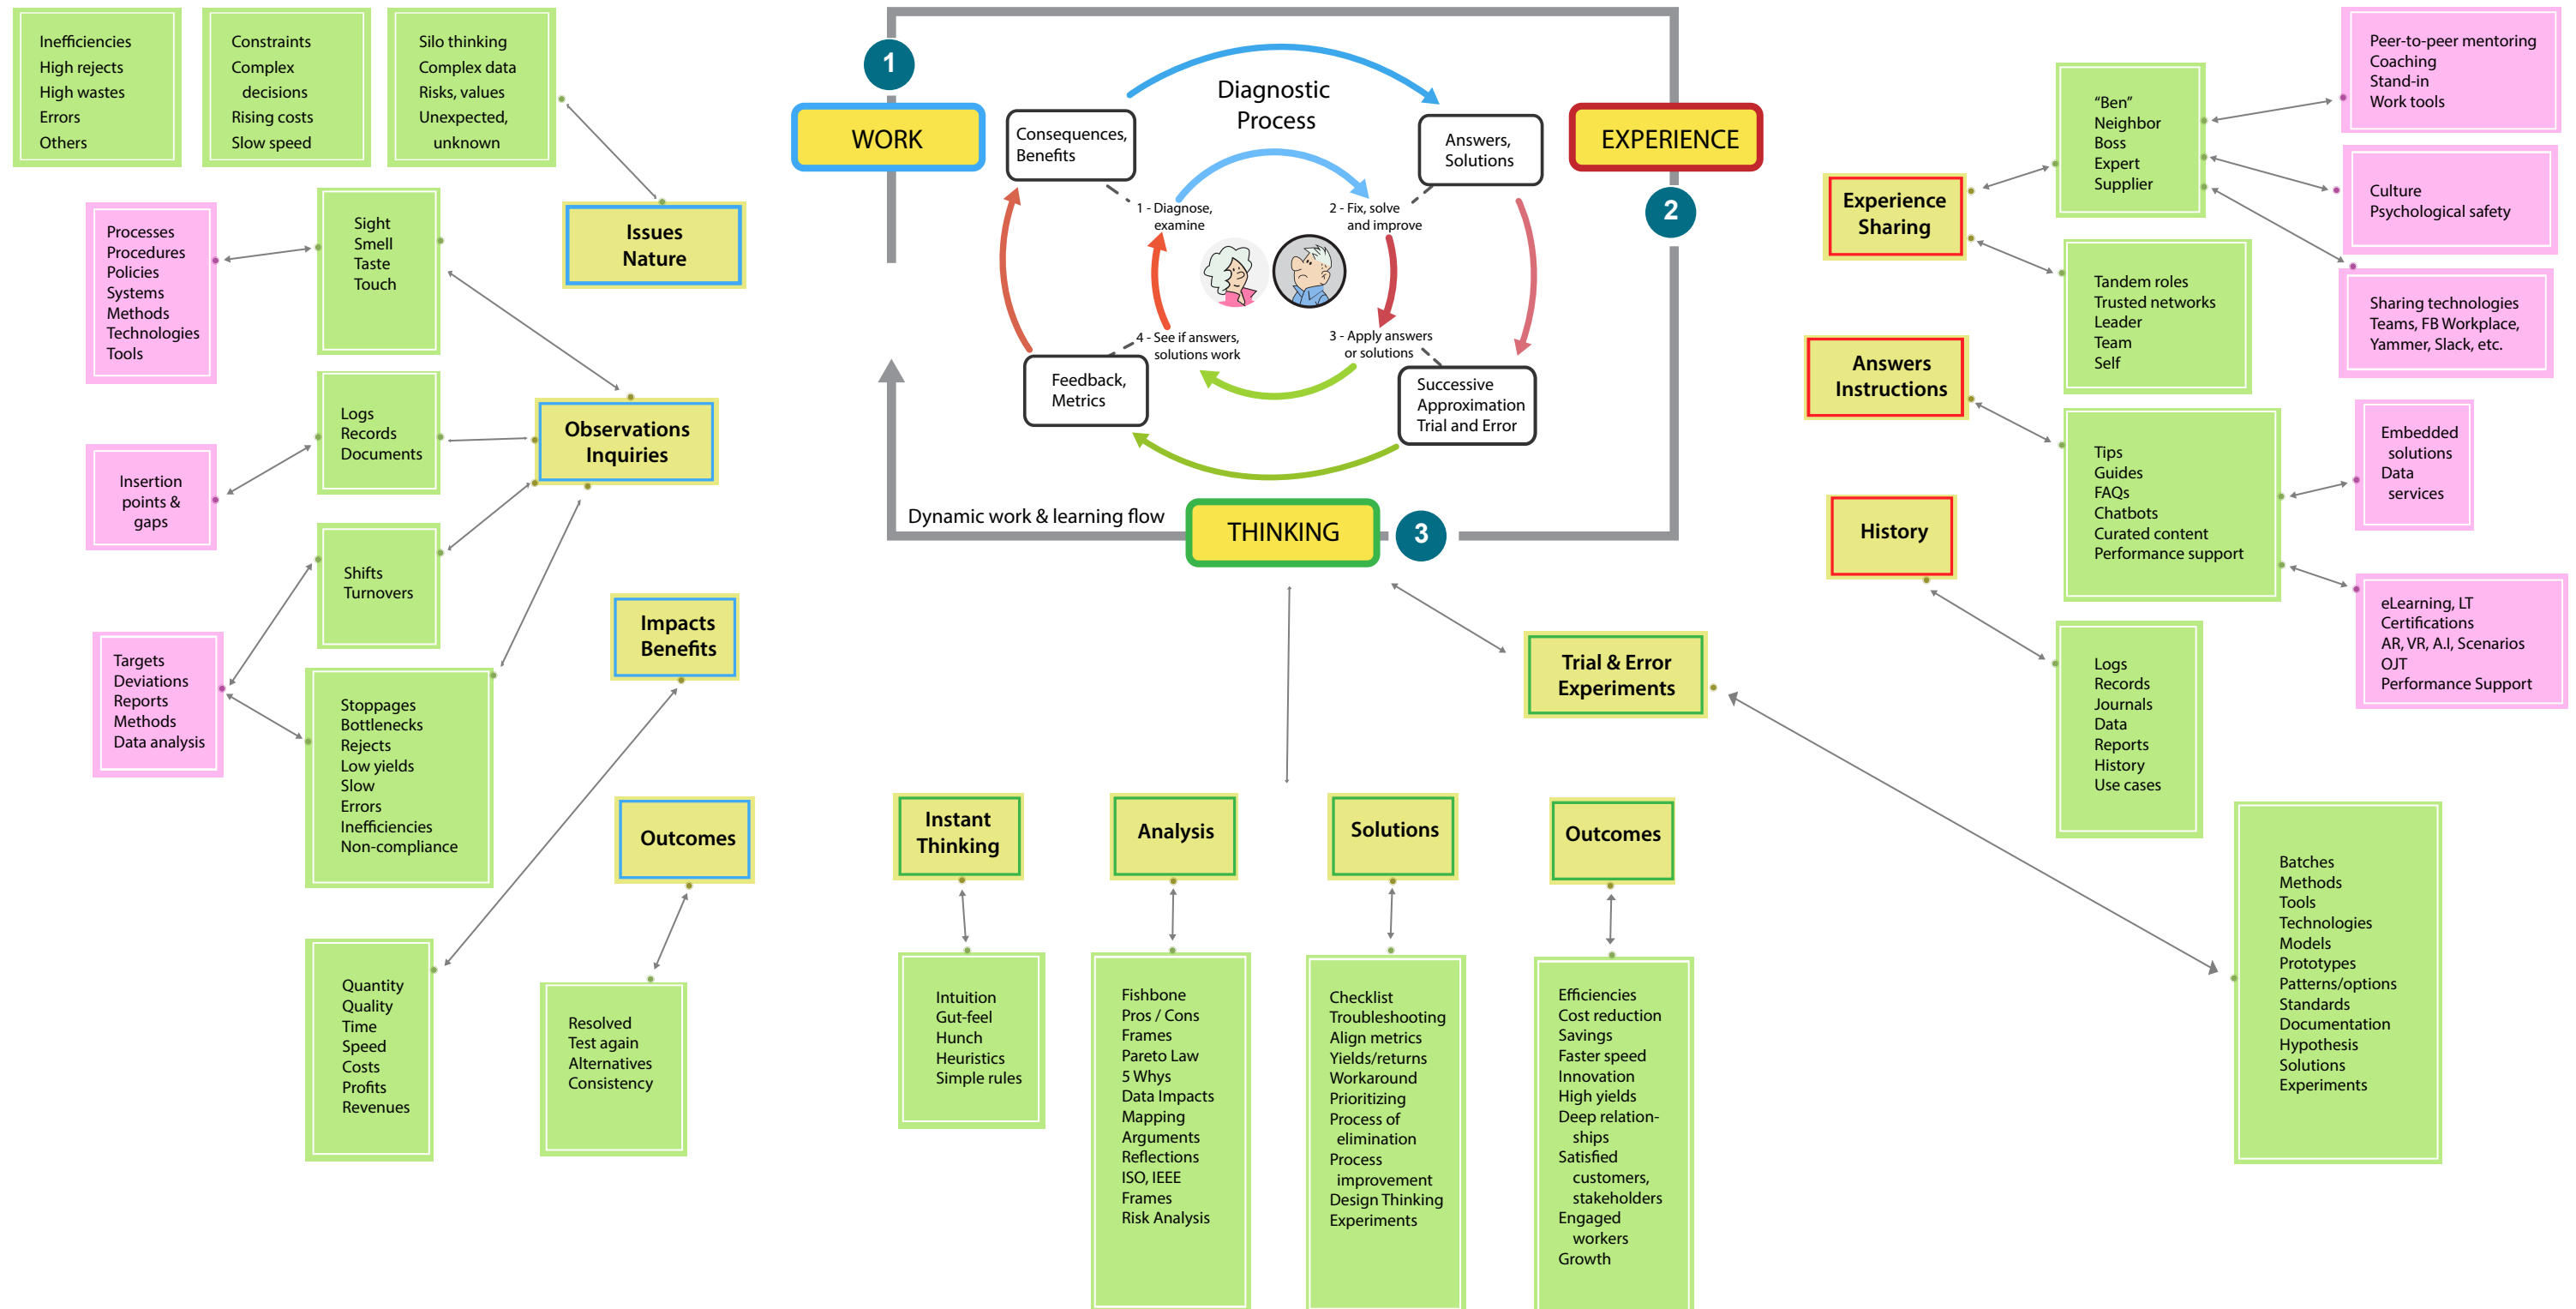 Inefficiencies
High rejects
High wastes
Errors
Others
Constraints
Complex
decisions
Rising costs
Slow speed
Silo thinking
Complex data
Risks, values
Unexpected,
unknown
Issues
Nature
Processes
Procedures
Policies
Systems
Methods
Technologies
Tools
Sight
Smell
Taste
Touch
Logs
Records
Documents
Observations
Inquiries
Insertion
points &
gaps
Shifts
Turnovers
Targets
Deviations
Reports
Methods
Data analysis
Stoppages
Bottlenecks
Rejects
Low yields
Slow
Errors
Inefficiencies
Non-compliance
Impacts
Benefits
Outcomes
Quantity
Quality
Time
Speed
Costs
Profits
Revenues
Resolved
Test again
Alternatives
Consistency
1
WORK
Diagnostic
Process
Consequences,
Benefits
Answers,
Solutions
EXPERIENCE
2
1 - Diagnose,
examine
2 - Fix, solve
and improve
4 - See if answers,
solutions work
3 - Apply answers
or solutions
Feedback,
Metrics
Successive
Approximation
Trial and Error
Dynamic work & learning flow
THINKING
3
Trial & Error
Experiments
Instant
Thinking
Analysis
Solutions
Outcomes
Intuition
Gut-feel
Hunch
Heuristics
Simple rules
Fishbone
Pros / Cons
Frames
Pareto Law
5 Whys
Data Impacts
Mapping
Arguments
Reflections
ISO, IEEE
Frames
Risk Analysis
Checklist
Troubleshooting
Align metrics
Yields/returns
Workaround
Prioritizing
Process of
elimination
Process
improvement
Design Thinking
Experiments
Efficiencies
Cost reduction
Savings
Faster speed
Innovation
High yields
Deep relation-
ships
Satisfied
customers,
stakeholders
Engaged
workers
Growth
Experience
Sharing
"Ben"
Neighbor
Boss
Expert
Supplier
Peer-to-peer mentoring
Coaching
Stand-in
Work tools
Culture
Psychological safety
Tandem roles
Trusted networks
Leader
Team
Self
Sharing technologies
Teams, FB Workplace,
Yammer, Slack, etc.
Answers
Instructions
Tips
Guides
FAQs
Chatbots
Curated content
Performance support
Embedded
solutions
Data
services
eLearning, LT
Certifications
AR, VR, A.I, Scenarios
OJT
Performance Support
History
Logs
Records
Journals
Data
Reports
History
Use cases
Batches
Methods
Tools
Technologies
Models
Prototypes
Patterns/options
Standards
Documentation
Hypothesis
Solutions
Experiments